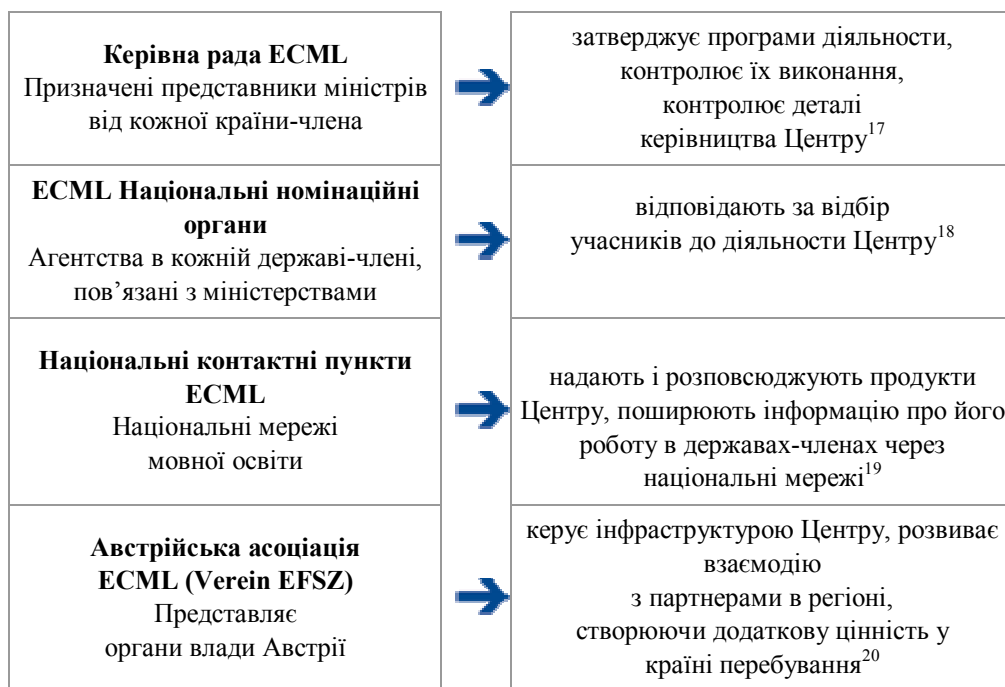 Керівна рада ECML
Призначені представники міністрів
від кожної країни-члена
затверджує програми діяльности,
контролює їх виконання,
контролює деталі
керівництва Центру17
ECML Національні номінаційні
органи
Агентства в кожній державі-члені,
пов’язані з міністерствами
відповідають за відбір
учасників до діяльности Центру18
Національні контактні пункти
ECML
Національні мережі
мовної освіти
надають і розповсюджують продукти
Центру, поширюють інформацію про його
роботу в державах-членах через
національні мережі19
Австрійська асоціація
ECML (Verein EFSZ)
Представляє
органи влади Австрії
керує інфраструктурою Центру, розвиває
взаємодію
з партнерами в регіоні,
створюючи додаткову цінність у
країні перебування20